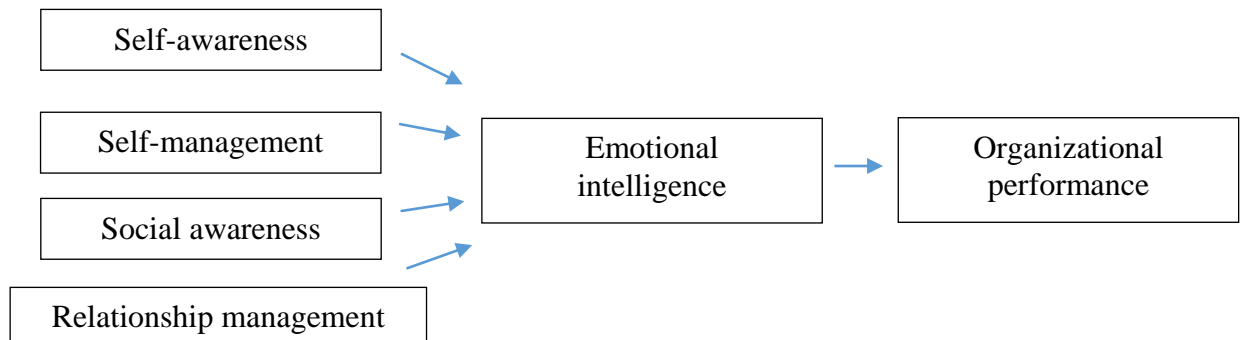 Self-awareness
Self-management
Social awareness
Relationship management
Emotional
intelligence
Organizational
performance